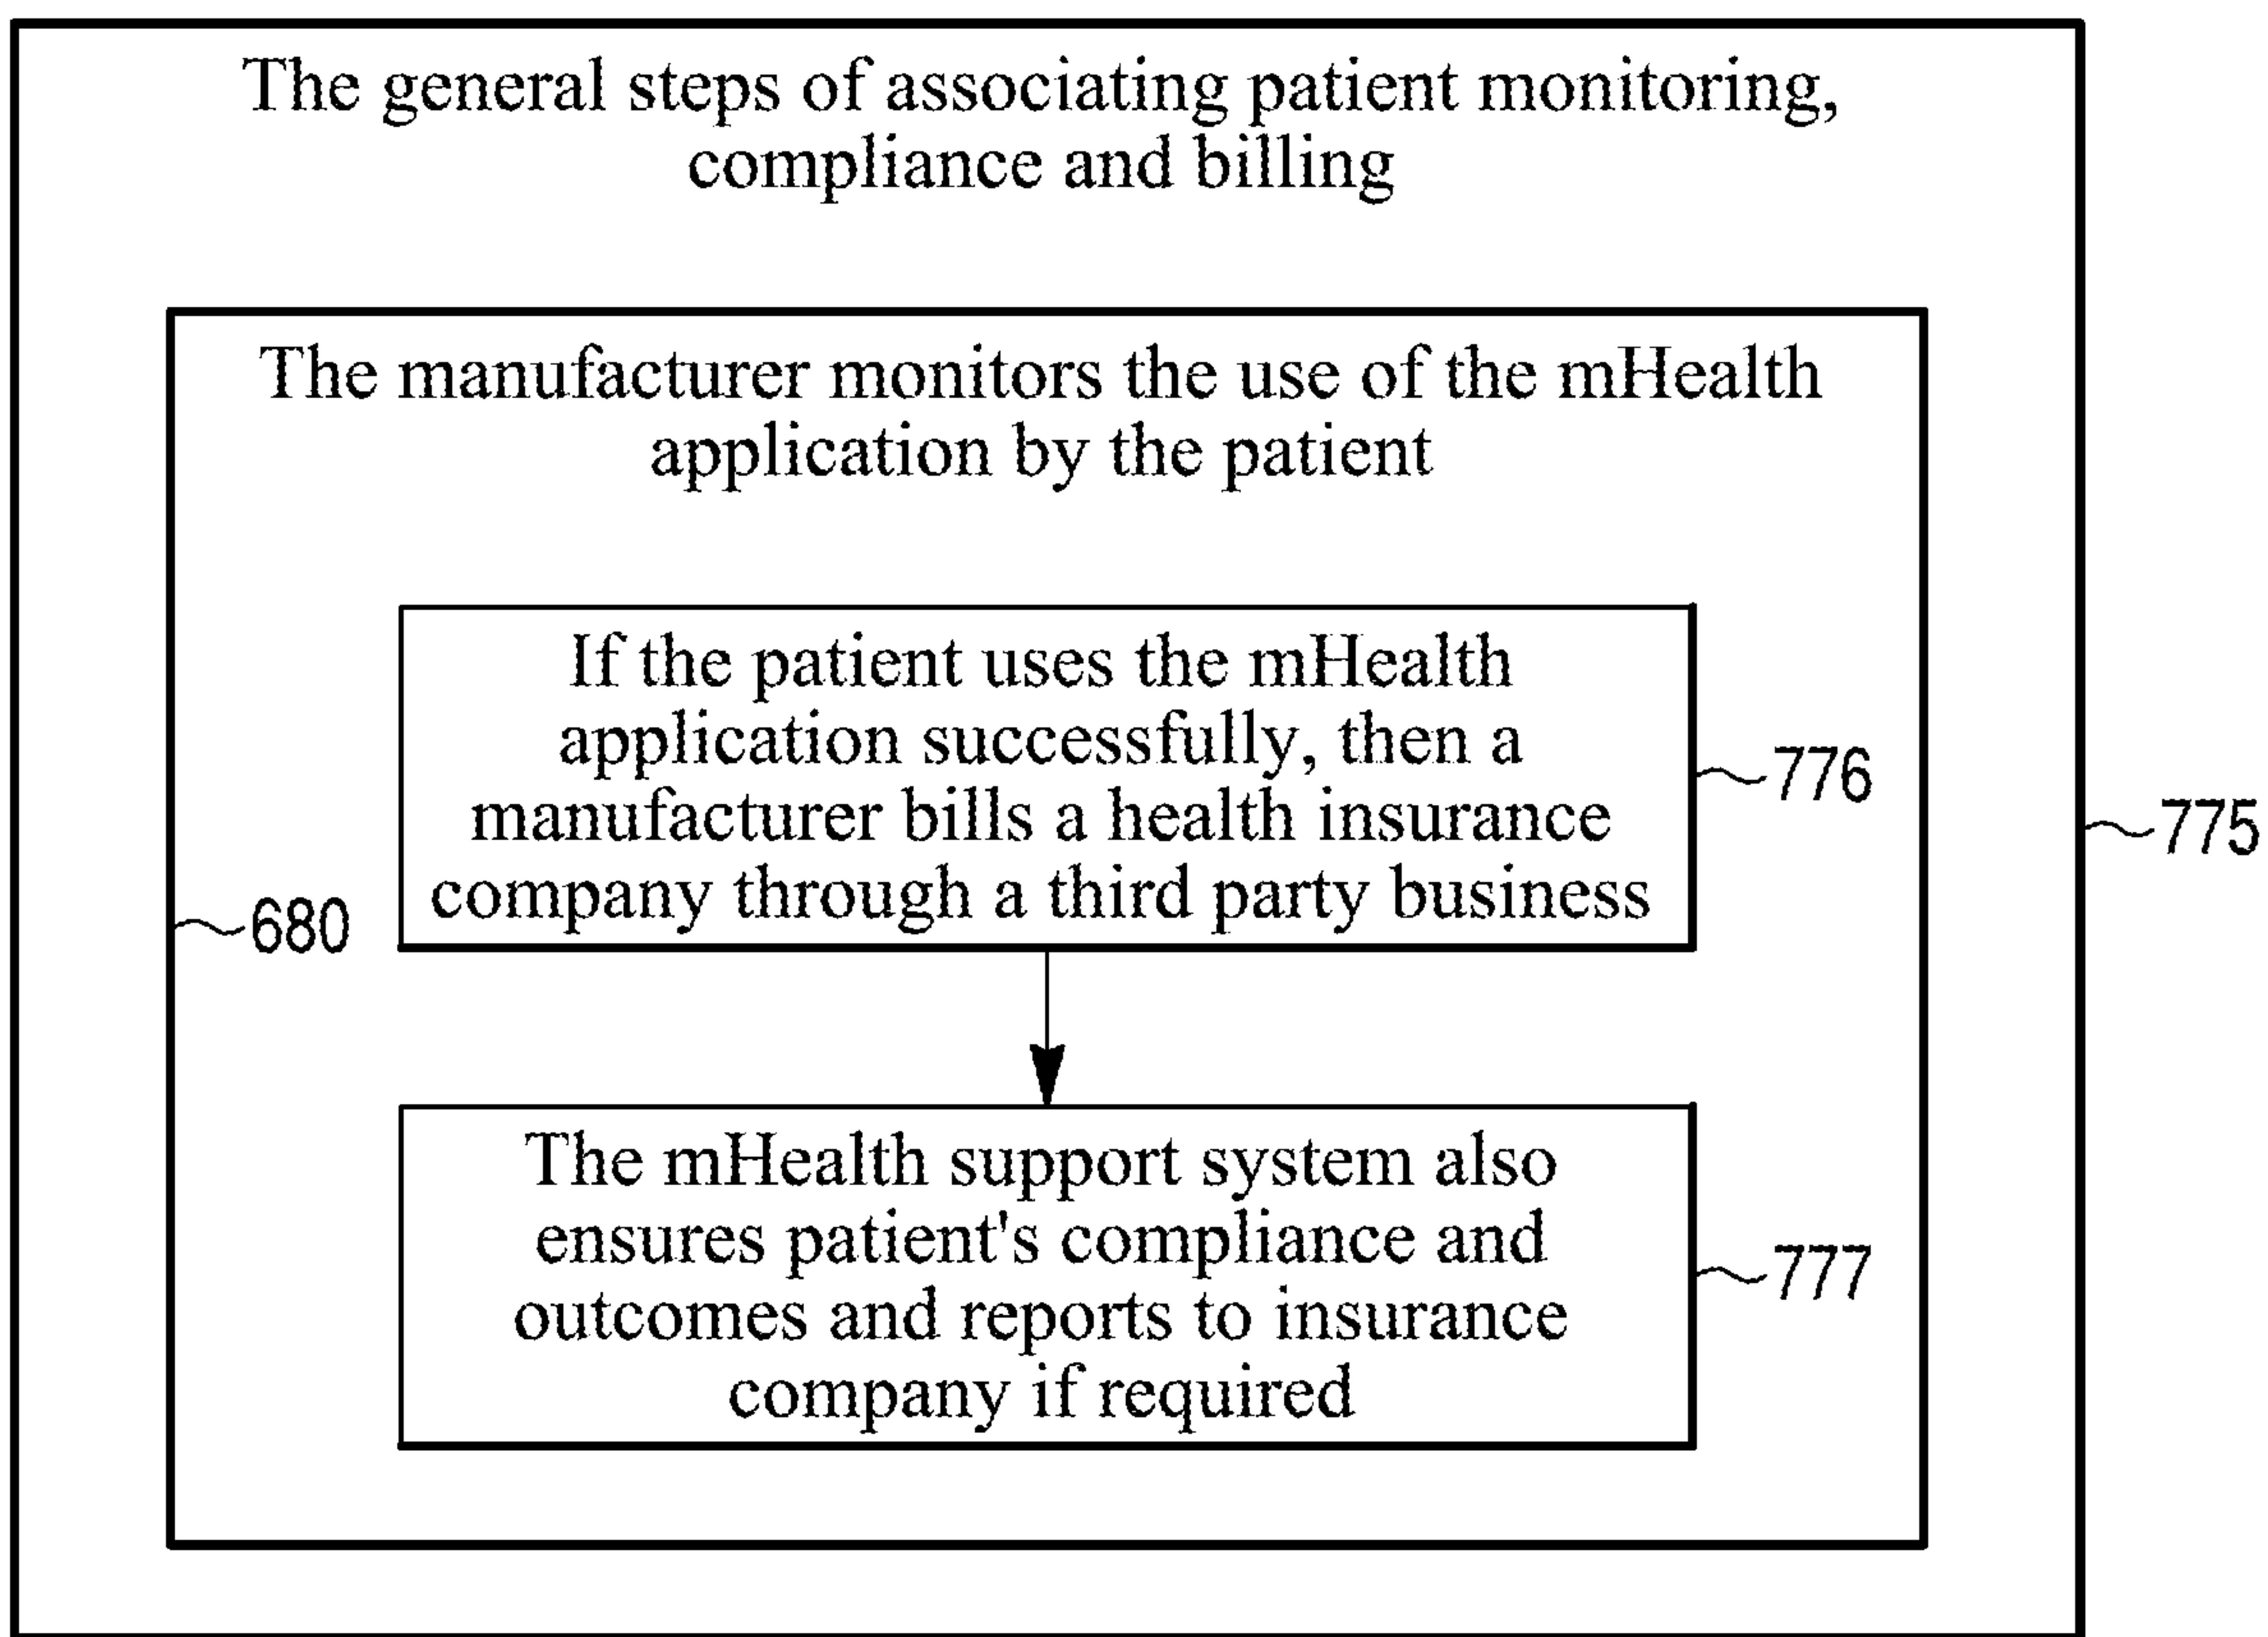 The general steps of associating patient monitoring,
compliance and billing
The manufacturer monitors the use of the mHealth
application by the patient
If the patient uses the mHealth
application successfully, then a
manufacturer bills a health insurance
company through a third party business
776
775
680
The mHealth support system also
ensures patient's compliance and
outcomes and reports to insurance
company if required
777